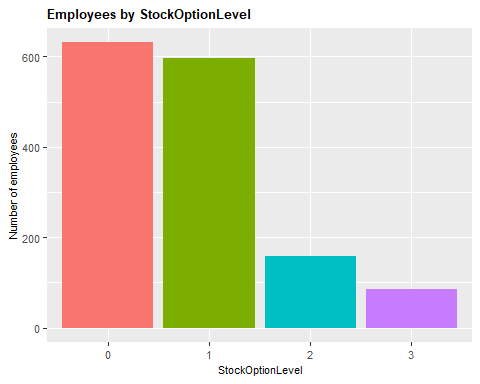 Employees by StockOptionLevel
600
400
200
0
Number of employees
0 1 2 3
StockOptionLevel